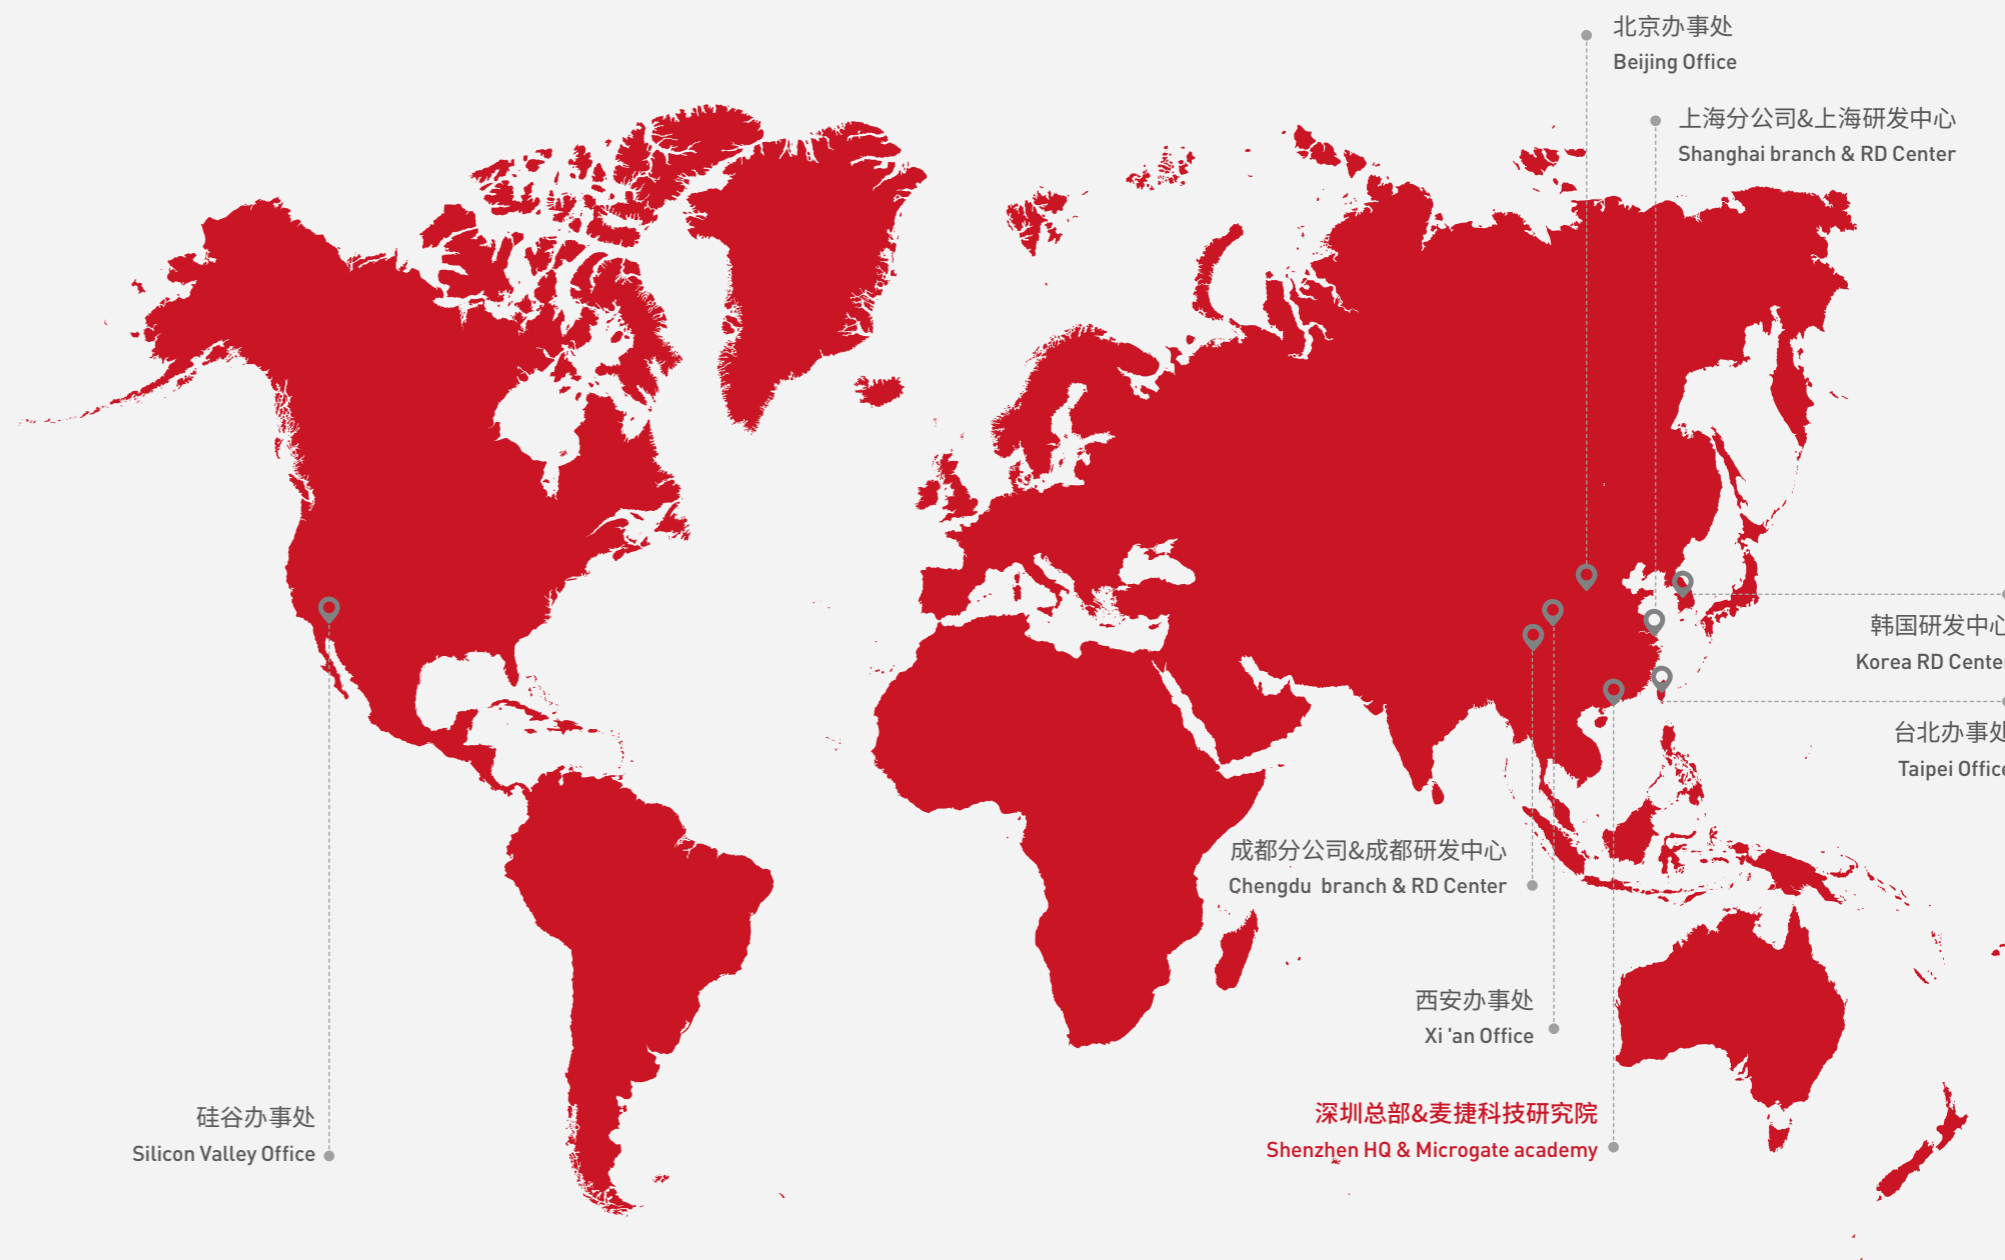 北京办事处
Beijing Office
上海分公司&上海研发中心
Shanghai branch & RD Center
韩国研发中心
Korea RD Center
台北办事处
Taipei Office
成都分公司&成都研发中心
Chengdu  branch & RD Center
西安办事处
Xi 'an Office
深圳总部&麦捷科技研究院
Shenzhen HQ & Microgate academy
硅谷办事处
Silicon Valley Office